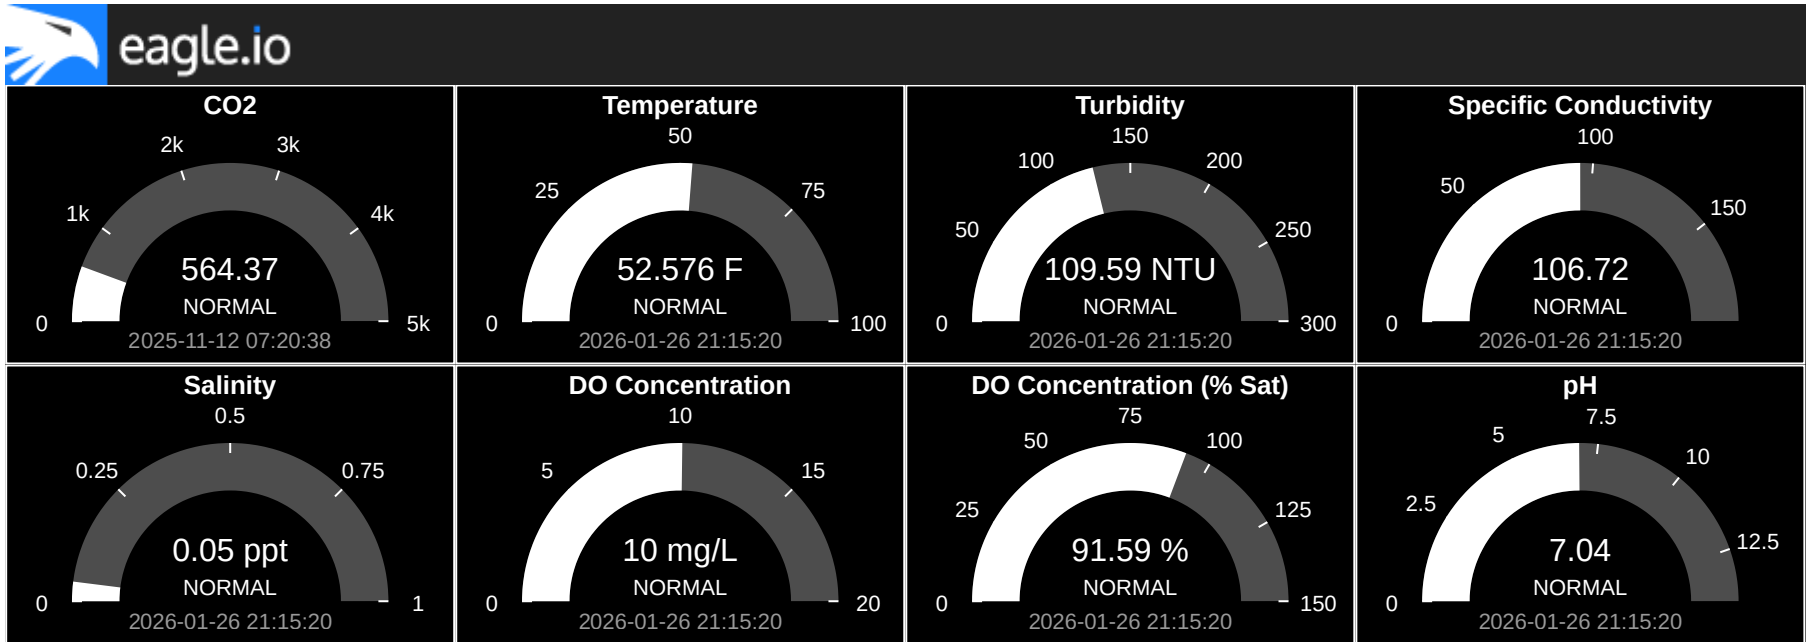 eagle.io
CO2
0
1k
2k
3k
4k
5k
564.37
NORMAL
2025-11-12 07:20:38
Temperature
0
25
50
75
100
52.576 F
NORMAL
2026-01-26 21:15:20
Turbidity
0
50
100
150
200
250
300
109.59 NTU
NORMAL
2026-01-26 21:15:20
Specific Conductivity
0
50
100
150
106.72
NORMAL
2026-01-26 21:15:20
Salinity
0
0.25
0.5
0.75
1
0.05 ppt
NORMAL
2026-01-26 21:15:20
DO Concentration
0
5
10
15
20
10 mg/L
NORMAL
2026-01-26 21:15:20
DO Concentration (% Sat)
0
25
50
75
100
125
150
91.59 %
NORMAL
2026-01-26 21:15:20
pH
0
2.5
5
7.5
10
12.5
7.04
NORMAL
2026-01-26 21:15:20